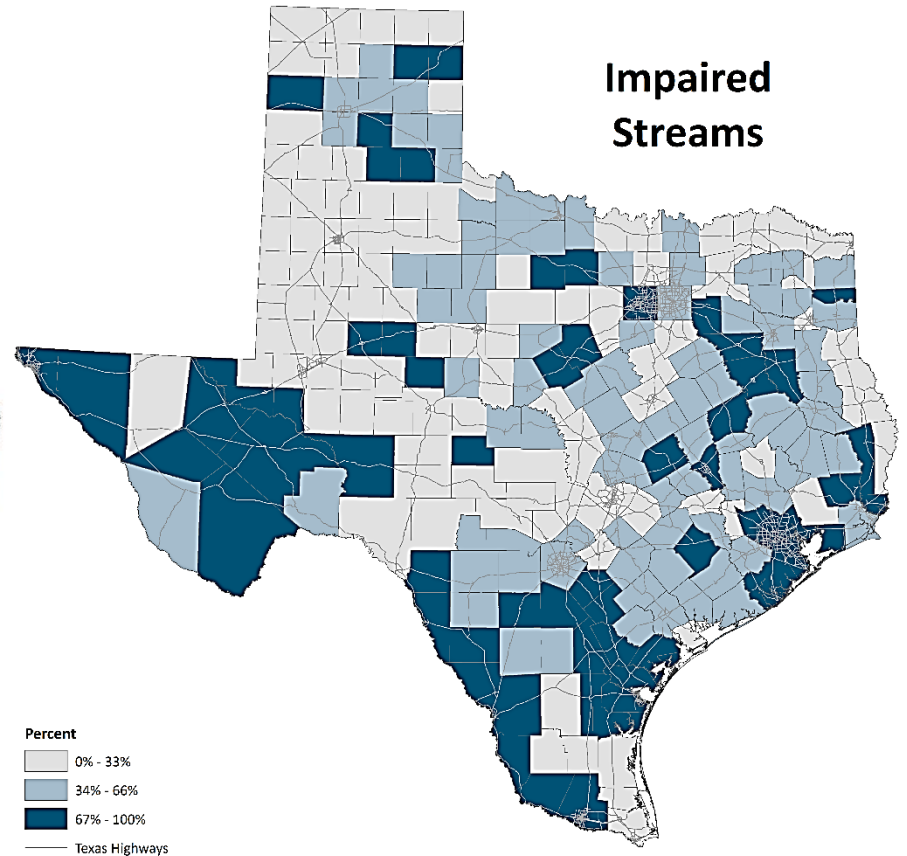 Impaired
Streams
Percent
0% - 33%
34% - 66%
67% - 100%
Texas Highways